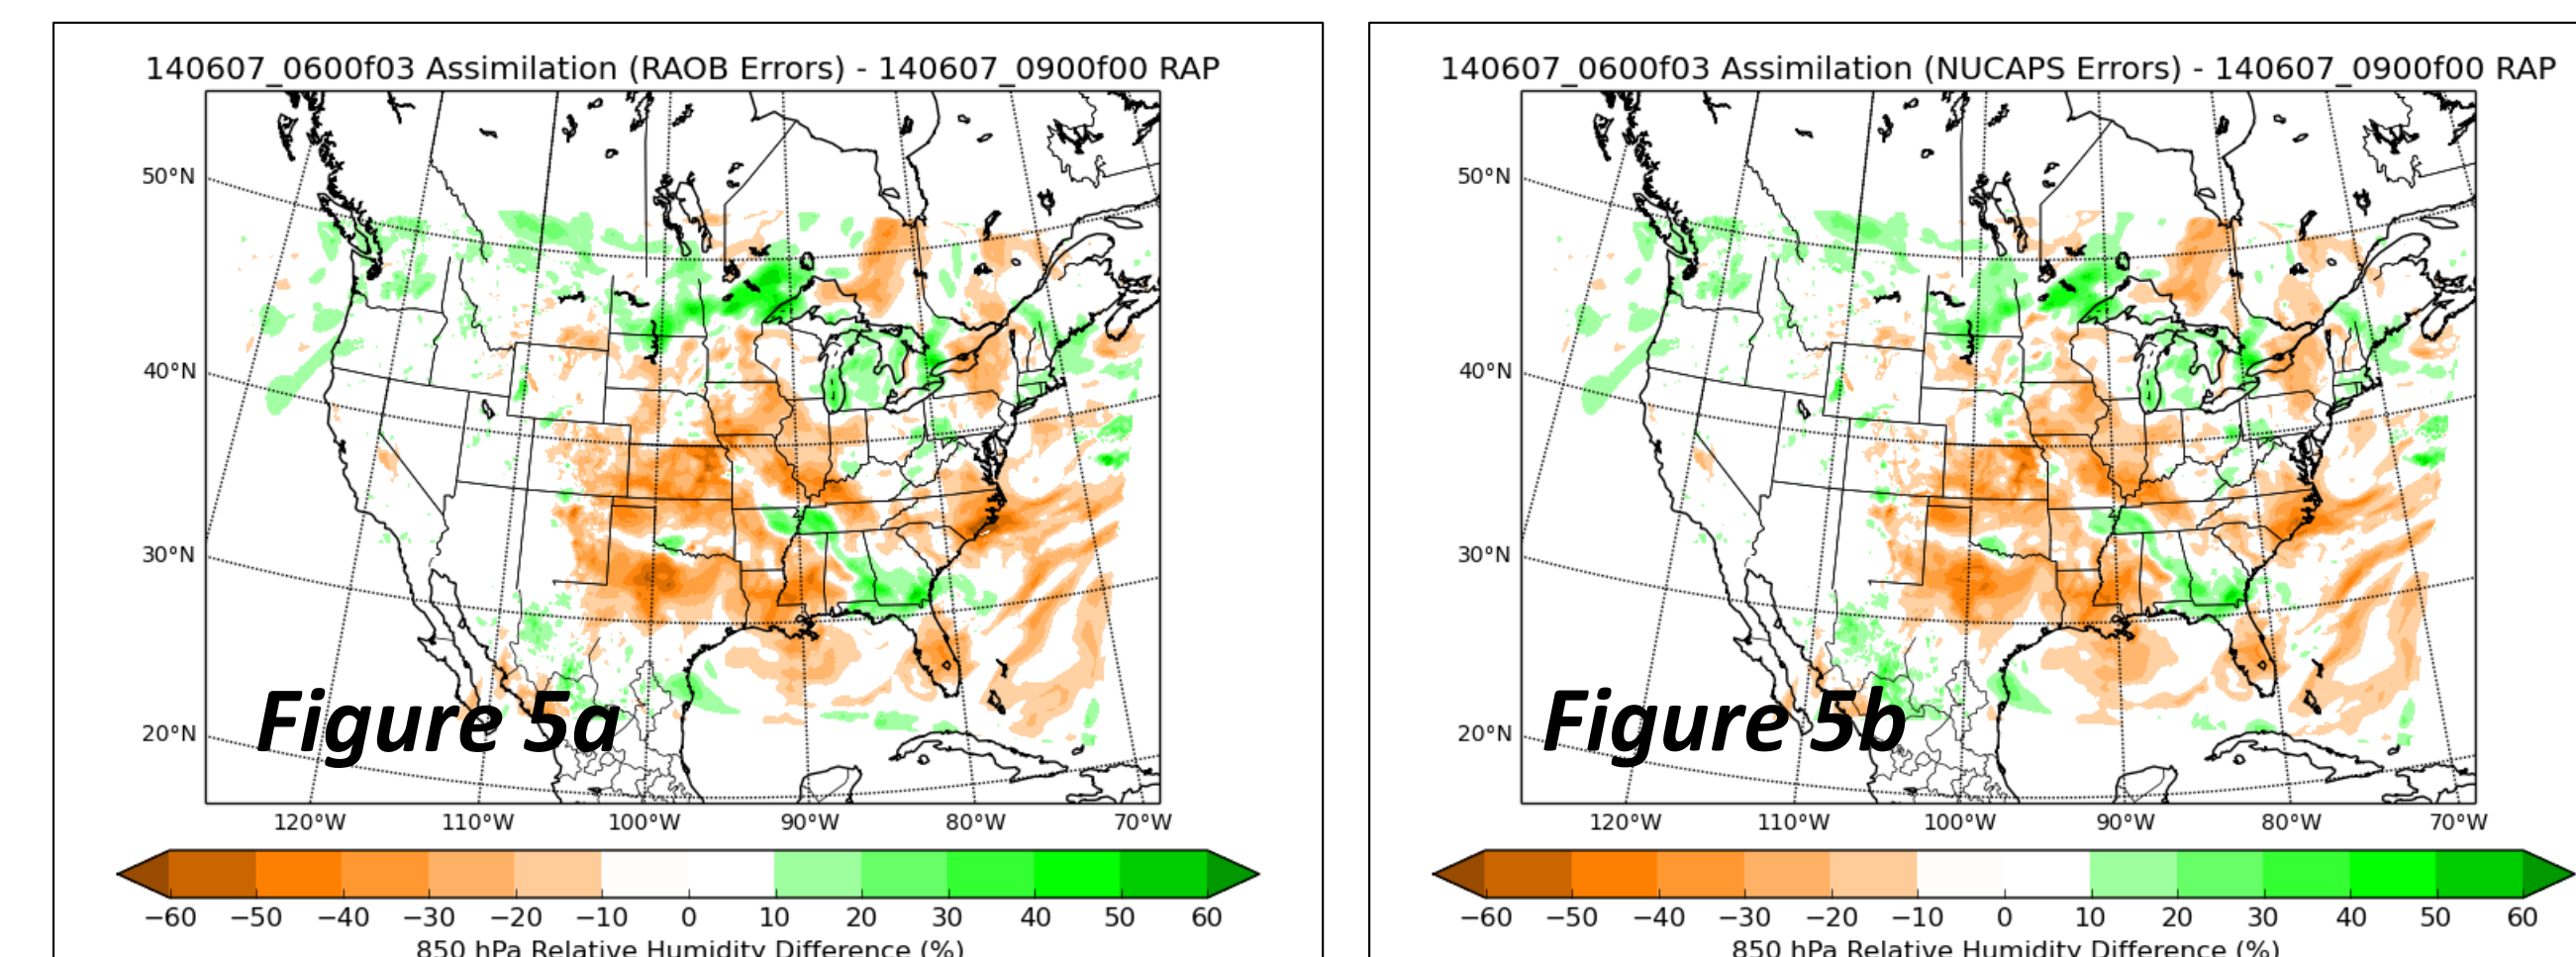 140607_0600f03 Assimilation (RAOB Errors) - 140607_0900f00 RAP
50°N
40°N
30°N
20°N
Figure 5a
120°W 110°W 100°W 90°W 80°W 70°W
−60 −50 −40 −30 −20 −10 0 10 20 30 40 50 60
850 hPa Relative Humidity Difference (%)
140607_0600f03 Assimilation (NUCAPS Errors) - 140607_0900f00 RAP
50°N
40°N
30°N
20°N
Figure 5b
120°W 110°W 100°W 90°W 80°W 70°W
−60 −50 −40 −30 −20 −10 0 10 20 30 40 50 60
850 hPa Relative Humidity Difference (%)